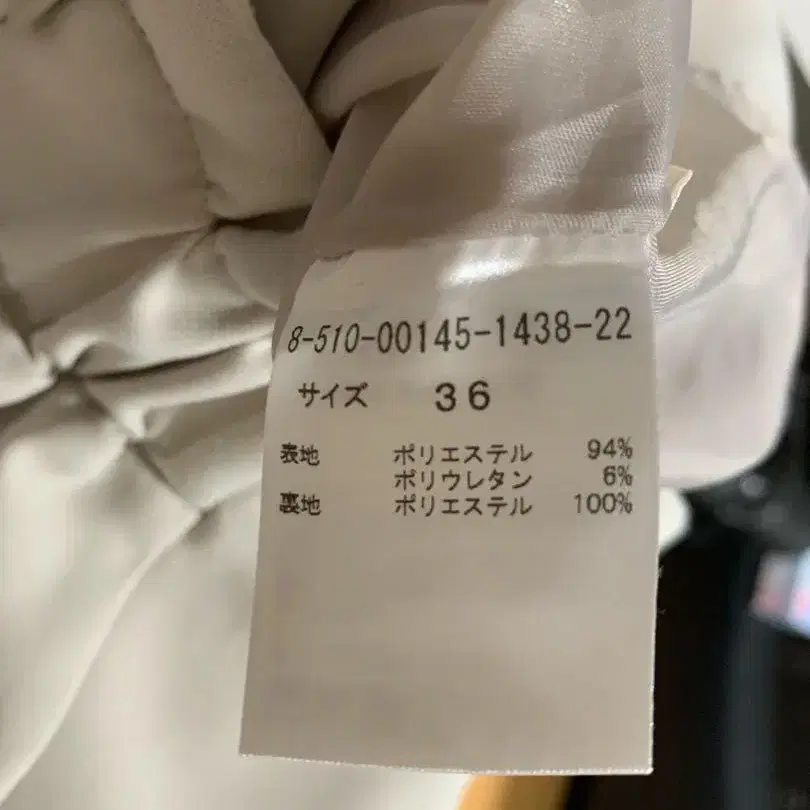 8-510-00145-1438-22
サイズ 36
表地 ポリエステル 94%
ポリウレタン 6%
裏地 ポリエステル 100%